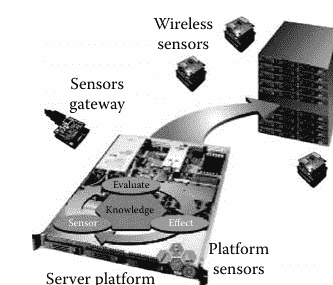 Wireless
sensors
Sensors
gateway
Evaluate
Knowledge
Sensor
Effect
Platform
sensors
Server platform